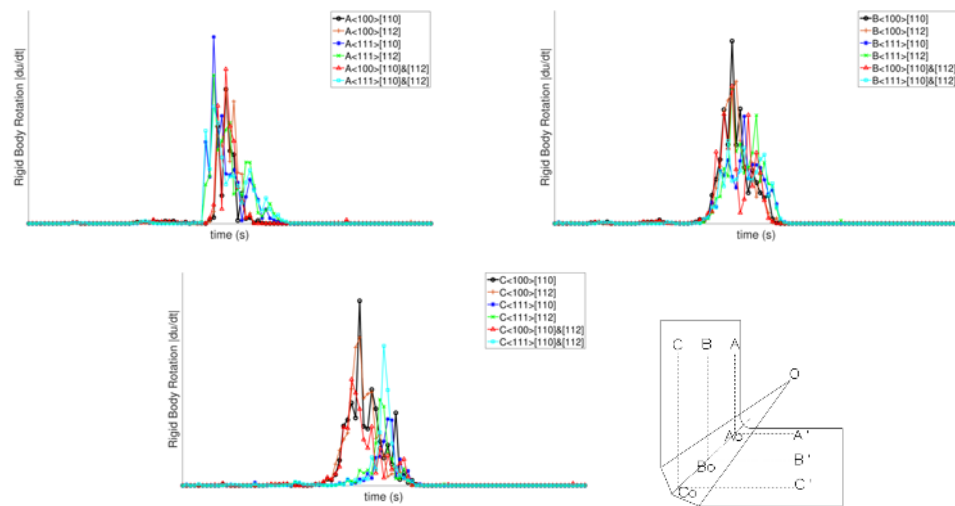 Rigid Body Rotation |du/dt|
A<100>[110]
A<100>[112]
A<111>[110]
A<111>[112]
A<100>[110]&[112]
A<111>[110]&[112]
time (s)
Rigid Body Rotation |du/dt|
B<100>[110]
B<100>[112]
B<111>[110]
B<111>[112]
B<100>[110]&[112]
B<111>[110]&[112]
time (s)
Rigid Body Rotation |du/dt|
C<100>[110]
C<100>[112]
C<111>[110]
C<111>[112]
C<100>[110]&[112]
C<111>[110]&[112]
time (s)
C B A
O
Ao A'
Bo B'
Co C'